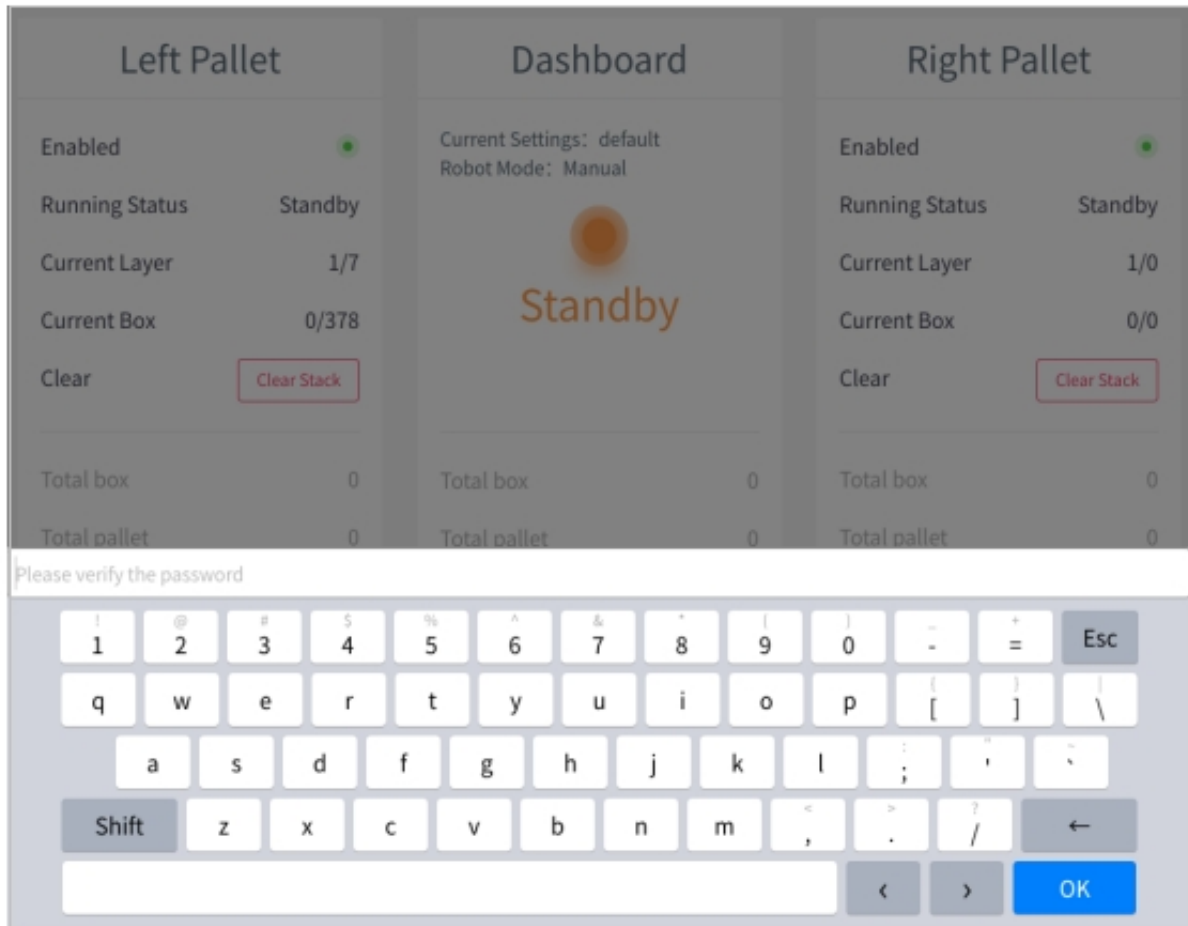 Left Pallet
Enabled
Running Status Standby
Current Layer 1/7
Current Box 0/378
Clear Clear Stack
Total box 0
Total pallet 0
Dashboard
Current Settings: default
Robot Mode: Manual
Standby
Total box 0
Total pallet 0
Right Pallet
Enabled
Running Status Standby
Current Layer 1/0
Current Box 0/0
Clear Clear Stack
Total box 0
Total pallet 0
Please verify the password
! @ # $ % ^ & * ( ) _ +
1 2 3 4 5 6 7 8 9 0 - = Esc
{ } |
q w e r t y u i o p [ ] \
: " ~
a s d f g h j k l ; ' `
< > ?
Shift z x c v b n m , . / ←
‹ › OK